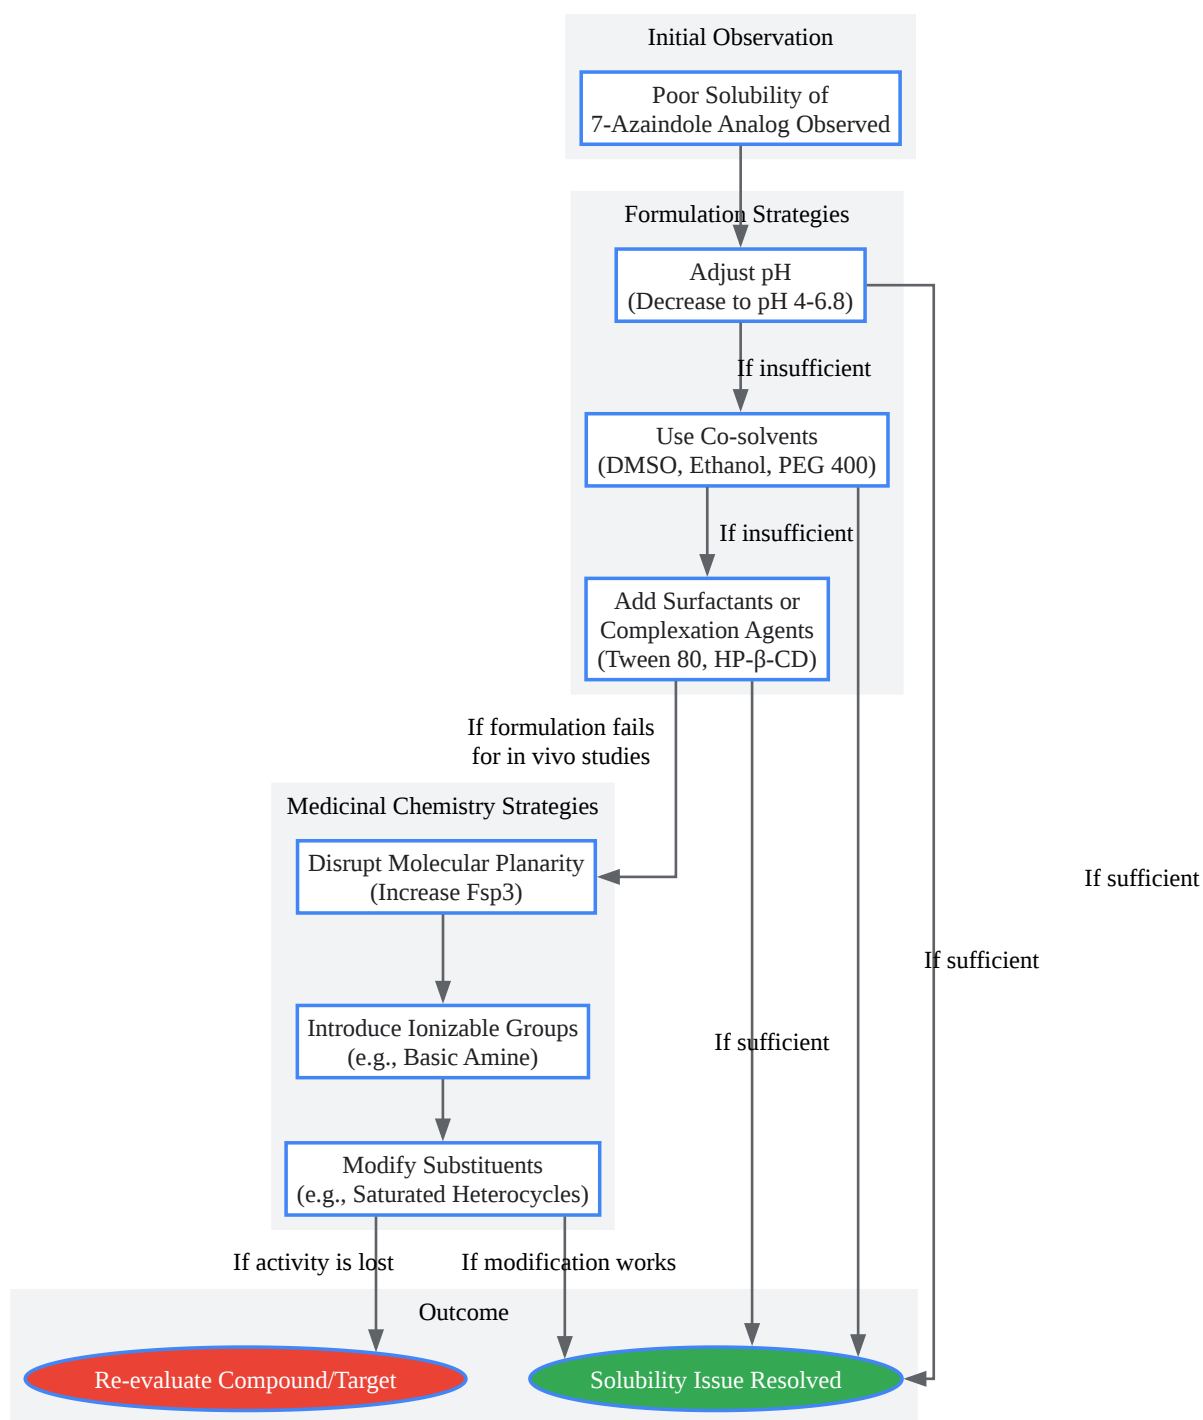 Initial Observation
Poor Solubility of
7-Azaindole Analog Observed
Formulation Strategies
Adjust pH
(Decrease to pH 4-6.8)
If insufficient
Use Co-solvents
(DMSO, Ethanol, PEG 400)
If insufficient
Add Surfactants or
Complexation Agents
(Tween 80, HP-β-CD)
If formulation fails
for in vivo studies
Medicinal Chemistry Strategies
Disrupt Molecular Planarity
(Increase Fsp3)
If sufficient
If sufficient
Introduce Ionizable Groups
(e.g., Basic Amine)
If sufficient
Modify Substituents
(e.g., Saturated Heterocycles)
If activity is lost
If modification works
Outcome
Re-evaluate Compound/Target
Solubility Issue Resolved